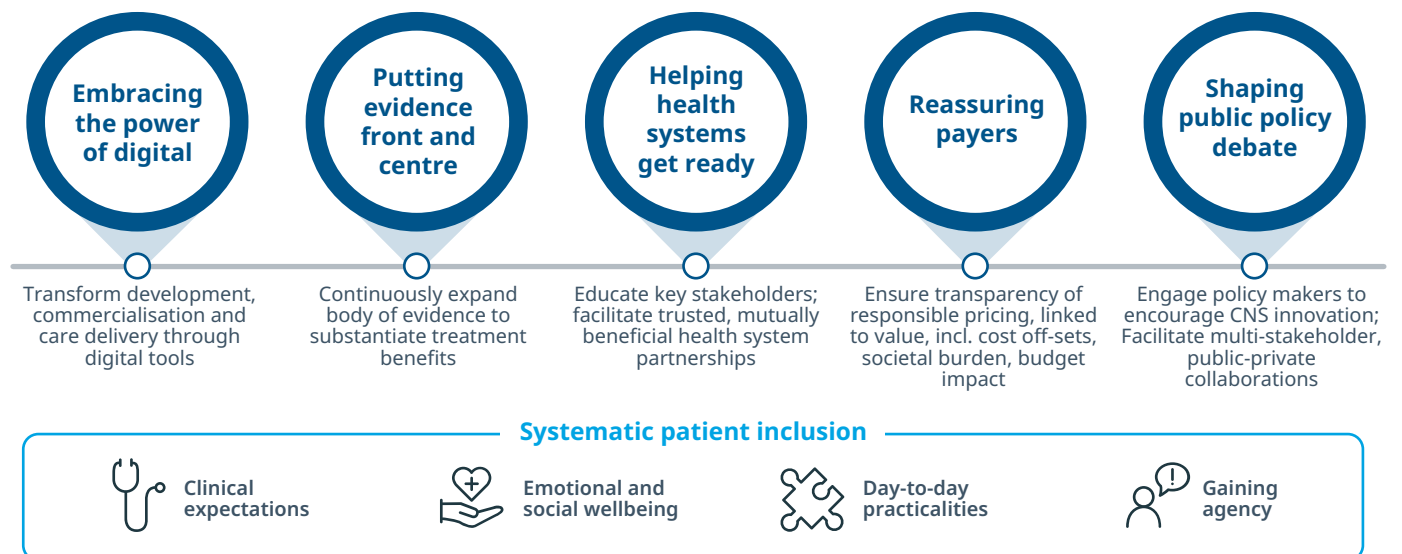 Embracing
the power
of digital
Putting
evidence
front and
centre
Helping
health
systems
get ready
Reassuring
payers
Shaping
public policy
debate
Transform development,
commercialisation and
care delivery through
digital tools
Continuously expand
body of evidence to
substantiate treatment
benefits
Educate key stakeholders;
facilitate trusted, mutually
beneficial health system
partnerships
Ensure transparency of
responsible pricing, linked
to value, incl. cost off-sets,
societal burden, budget
impact
Engage policy makers to
encourage CNS innovation;
Facilitate multi-stakeholder,
public-private
collaborations
Systematic patient inclusion
Clinical
expectations
Emotional and
social wellbeing
Day-to-day
practicalities
Gaining
agency